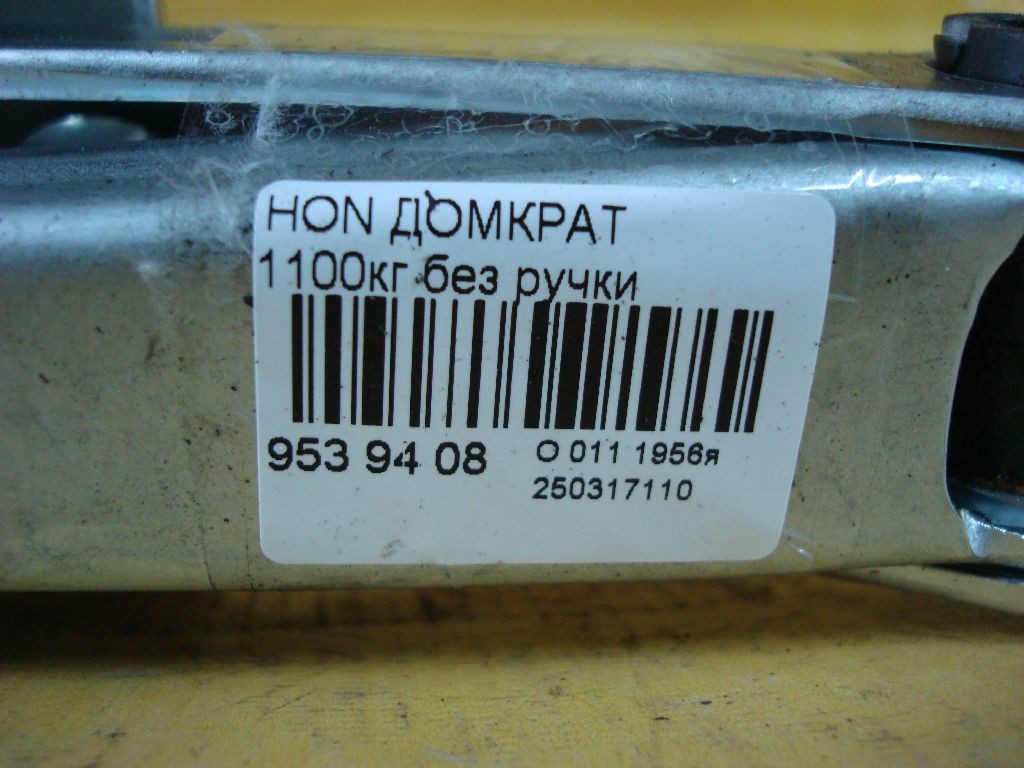 HON ДОМКРАТ
1100кг без ручки
953 94 08
О 011 1956я
250317110